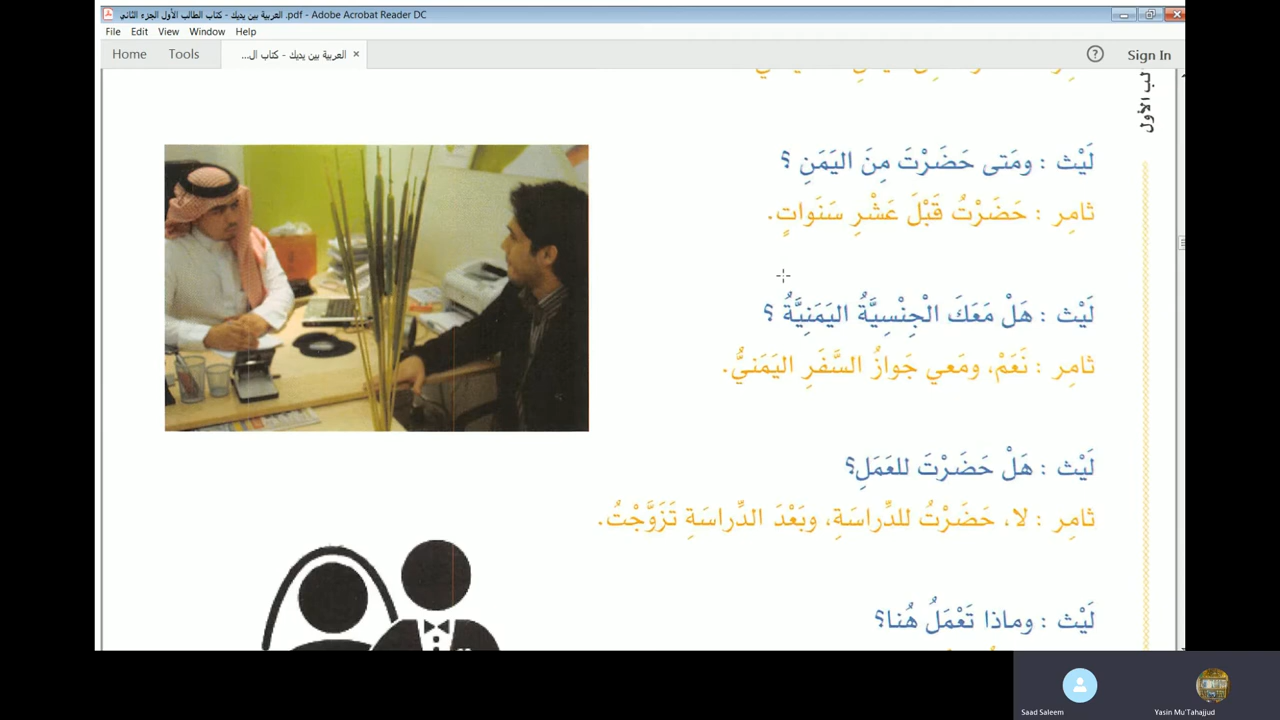 العربية بين يديك - كتاب الطالب الأول الجزء الثاني .pdf - Adobe Acrobat Reader DC
File Edit View Window Help
Home Tools العربية بين يديك - كتاب ال... × Sign In
لَيْث : ومَتى حَضَرْتَ مِنَ اليَمَنِ ؟
ثامِر : حَضَرْتُ قَبْلَ عَشْرِ سَنَواتٍ.
لَيْث : هَلْ مَعَكَ الْجِنْسِيَّةُ اليَمَنِيَّةُ ؟
ثامِر : نَعَمْ، ومَعي جَوازُ السَّفَرِ اليَمَنيُّ.
لَيْث : هَلْ حَضَرْتَ للعَمَلِ؟
ثامِر : لا، حَضَرْتُ للدِّراسَةِ، وبَعْدَ الدِّراسَةِ تَزَوَّجْتُ.
لَيْث : وماذا تَعْمَلُ هُنا؟
الأول
Saad Saleem
Yasin Mu'Tahajjud